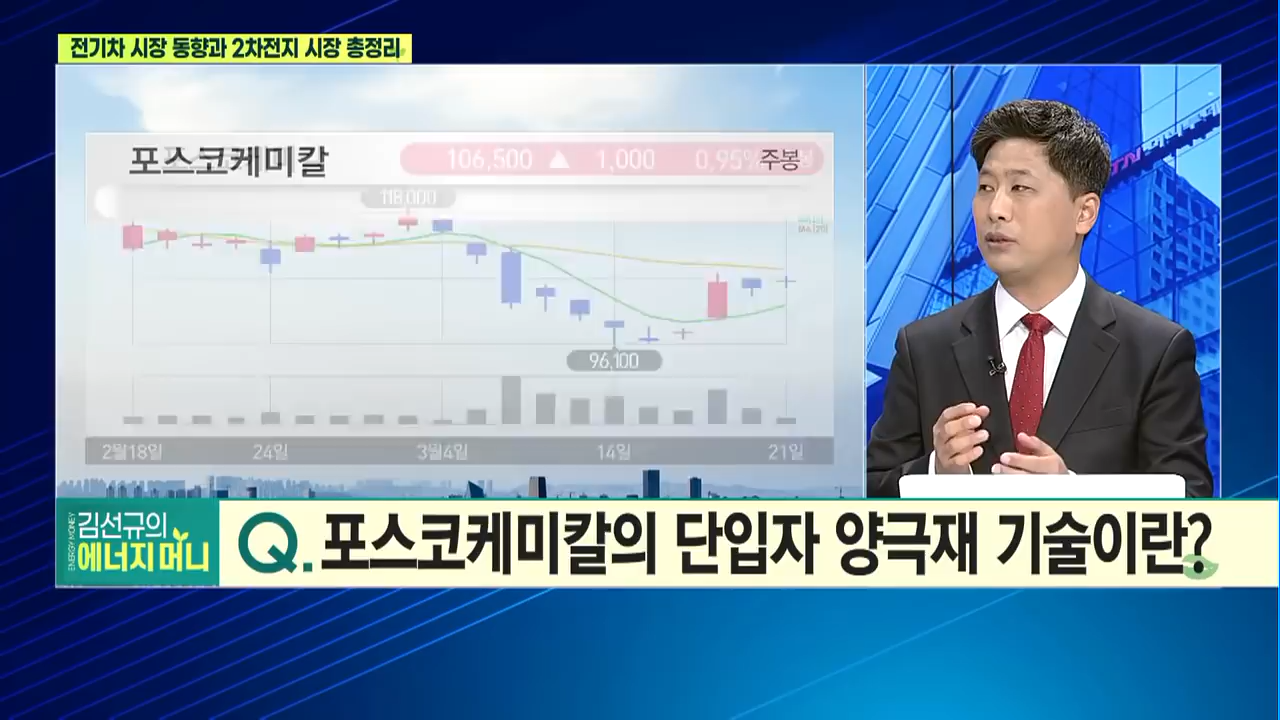 전기차 시장 동향과 2차전지 시장 총정리
포스코케미칼
106,500 ▲ 1,000 0.95%
주봉
118,000
96,100
2월18일 24일 3월4일 14일 21일
ENERGY MONEY
김선규의
에너지 머니
Q. 포스코케미칼의 단입자 양극재 기술이란?